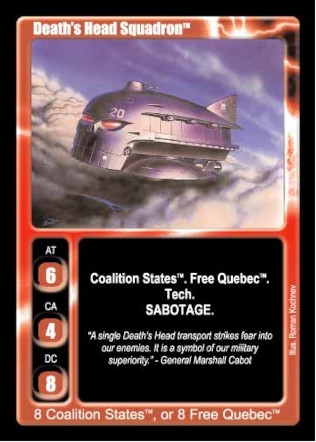 Death's Head Squadron™
20
AT
6
CA
4
DC
8
Coalition States™. Free Quebec™.
Tech.
SABOTAGE.
"A single Death's Head transport strikes fear into
our enemies. It is a symbol of our military
superiority." - General Marshall Cabot
Illus. Roman Kochnev
8 Coalition States™, or 8 Free Quebec™